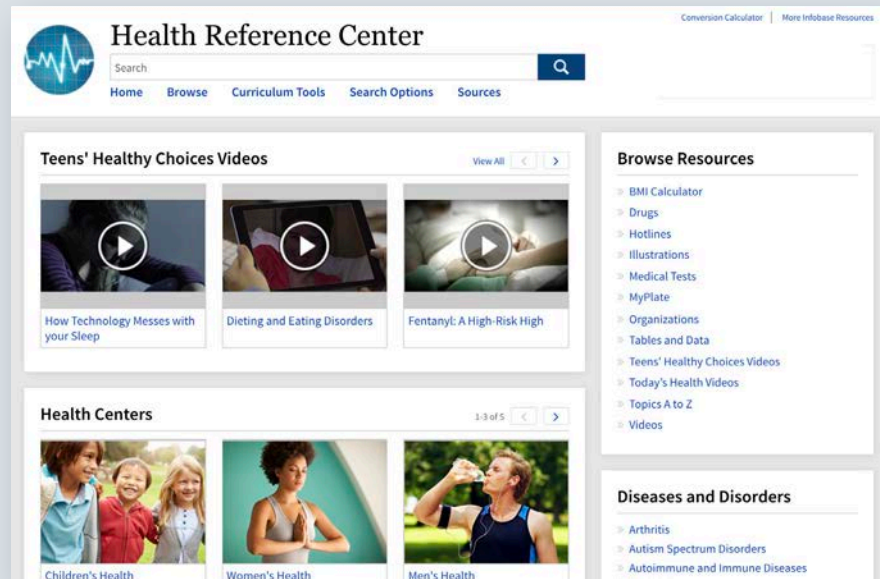 Conversion Calculator | More Infobase Resources
Health Reference Center
Search
Home Browse Curriculum Tools Search Options Sources
Teens' Healthy Choices Videos
View All
How Technology Messes with
your Sleep
Dieting and Eating Disorders
Fentanyl: A High-Risk High
Health Centers
1-3 of 5
Children's Health
Women's Health
Men's Health
Browse Resources
BMI Calculator
Drugs
Hotlines
Illustrations
Medical Tests
MyPlate
Organizations
Tables and Data
Teens' Healthy Choices Videos
Today's Health Videos
Topics A to Z
Videos
Diseases and Disorders
Arthritis
Autism Spectrum Disorders
Autoimmune and Immune Diseases